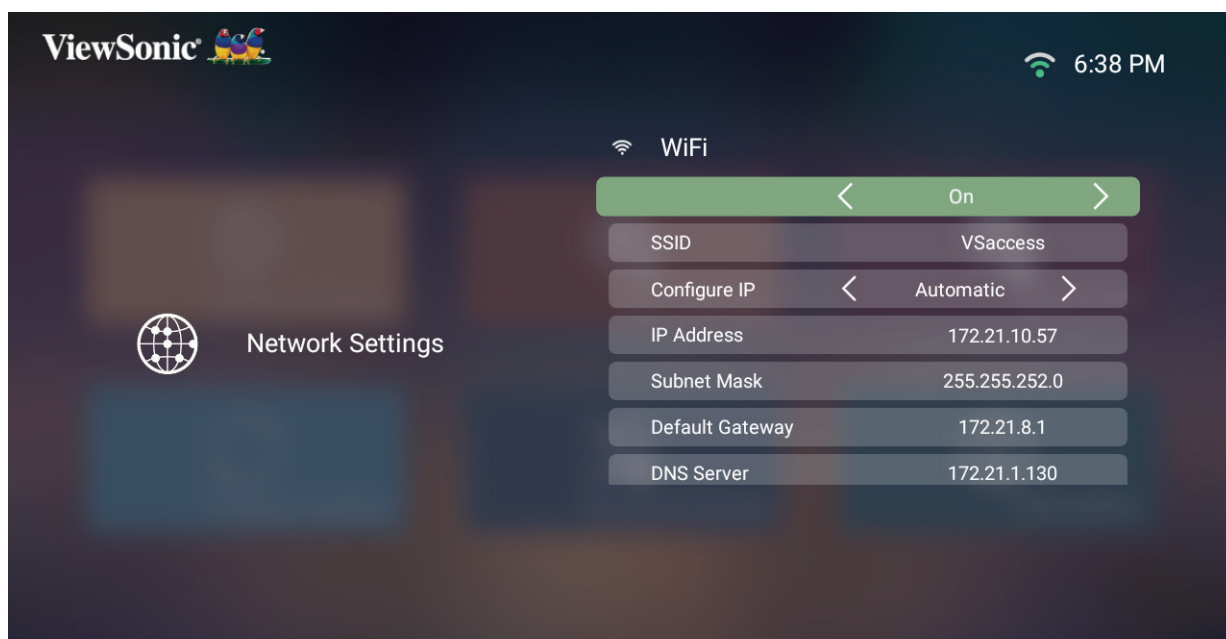 ViewSonic®
6:38 PM
WiFi
On
Network Settings
SSID VSaccess
Configure IP Automatic
IP Address 172.21.10.57
Subnet Mask 255.255.252.0
Default Gateway 172.21.8.1
DNS Server 172.21.1.130